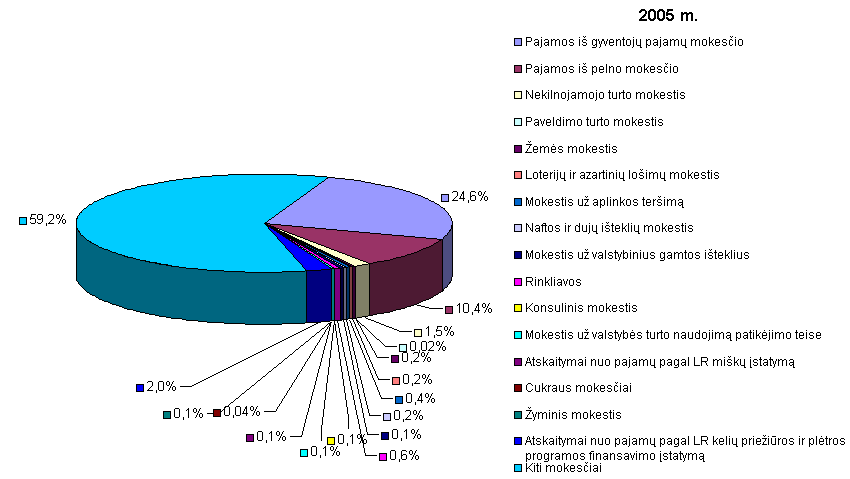 2005 m.
Pajamos iš gyventojų pajamų mokesčio
Pajamos iš pelno mokesčio
Nekilnojamojo turto mokestis
Paveldimo turto mokestis
Žemės mokestis
Loterijų ir azartinių lošimų mokestis
Mokestis už aplinkos teršimą
Naftos ir dujų išteklių mokestis
Mokestis už valstybinius gamtos išteklius
Rinkliavos
Konsulinis mokestis
Mokestis už valstybės turto naudojimą patikėjimo teise
Atskaitymai nuo pajamų pagal LR miškų įstatymą
Cukraus mokesčiai
Žyminis mokestis
Atskaitymai nuo pajamų pagal LR kelių priežiūros ir plėtros
programos finansavimo įstatymą
Kiti mokesčiai
24,6%
59,2%
10,4%
1,5%
0,02%
0,2%
0,2%
0,4%
0,2%
0,1%
0,6%
0,1%
0,1%
0,1%
0,04%
0,1%
2,0%